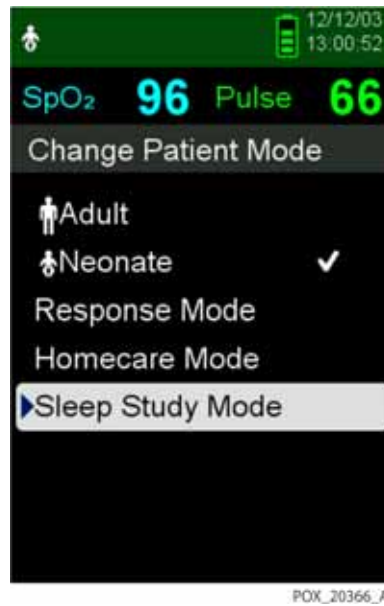 12/12/03
13:00:52
SpO₂ 96 Pulse 66
Change Patient Mode
Adult
Neonate
Response Mode
Homecare Mode
Sleep Study Mode
POX_20366_A